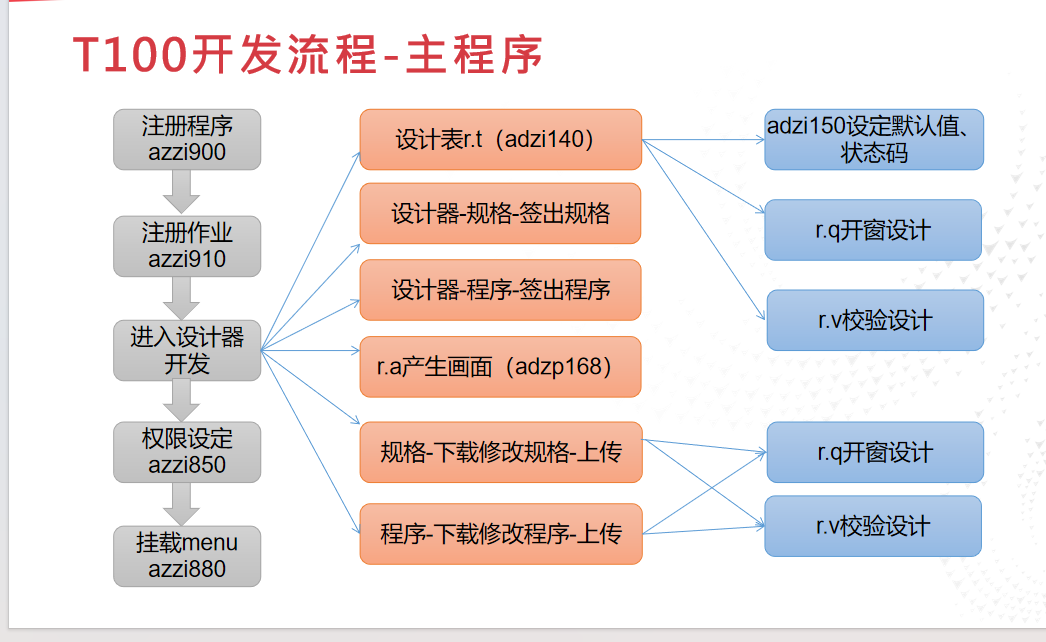 T100开发流程-主程序
注册程序
azzi900
注册作业
azzi910
进入设计器
开发
权限设定
azzi850
挂载menu
azzi880
设计表r.t（adzi140）
设计器-规格-签出规格
设计器-程序-签出程序
r.a产生画面（adzp168）
规格-下载修改规格-上传
程序-下载修改程序-上传
adzi150设定默认值、
状态码
r.q开窗设计
r.v校验设计
r.q开窗设计
r.v校验设计